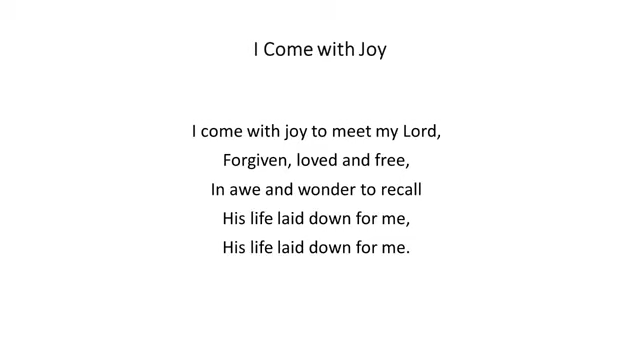 I Come with Joy
I come with joy to meet my Lord,
Forgiven, loved and free,
In awe and wonder to recall
His life laid down for me,
His life laid down for me.